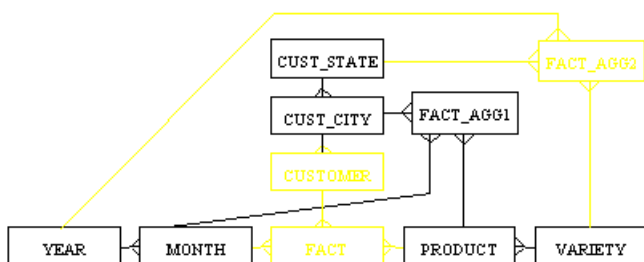 CUST_STATE
FACT_AGG2
CUST_CITY
FACT_AGG1
CUSTOMER
YEAR
MONTH
FACT
PRODUCT
VARIETY